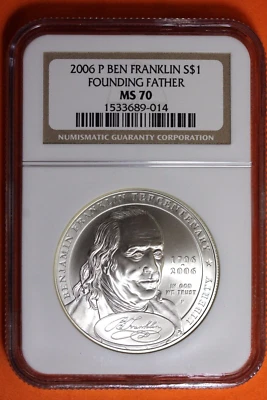 2006 P BEN FRANKLIN S$1
FOUNDING FATHER
MS 70
1533689-014
NUMISMATIC GUARANTY CORPORATION
BENJAMIN FRANKLIN TERCENTENARY
1706
2006
IN GOD
WE TRUST
LIBERTY
B Franklin